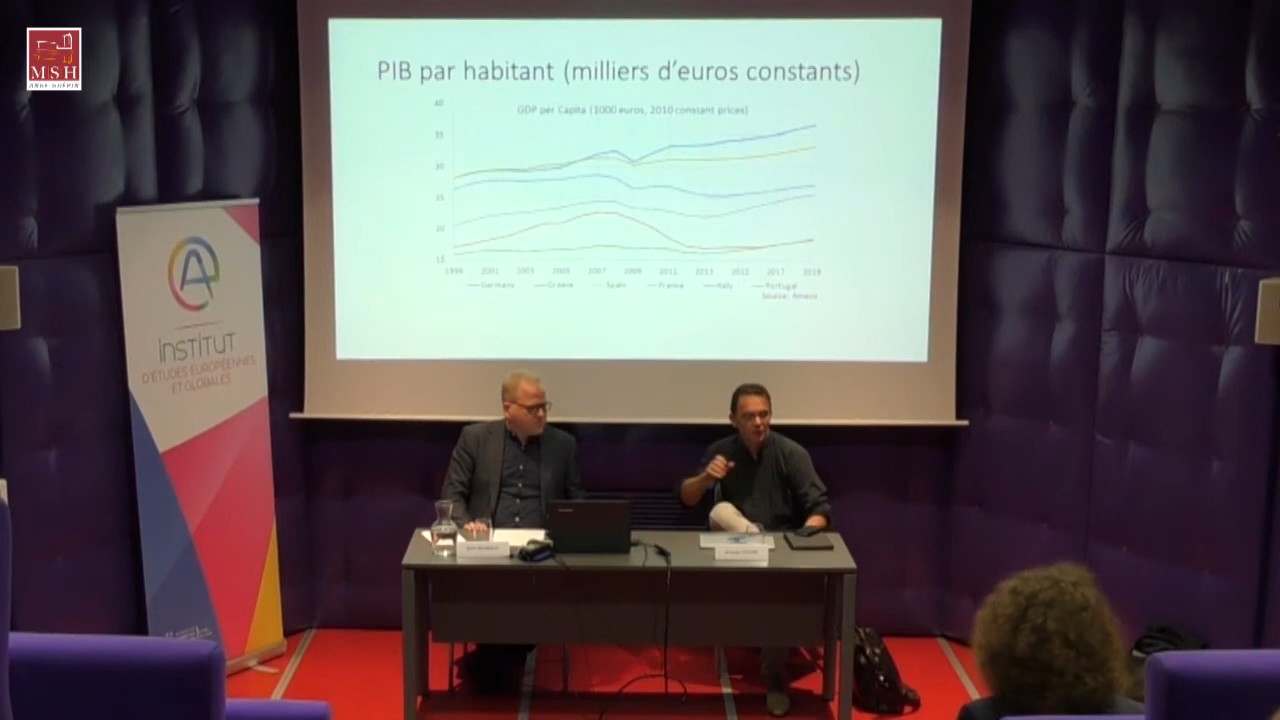 MSH
ANGE-GUÉPIN
PIB par habitant (milliers d'euros constants)
GDP per Capita (1000 euros, 2010 constant prices)
40
35
30
25
20
15
1999 2001 2003 2005 2007 2009 2011 2013 2015 2017 2019
Germany Greece Spain France Italy Portugal
Source: Ameco
INSTITUT
D'ÉTUDES EUROPÉENNES
ET GLOBALES